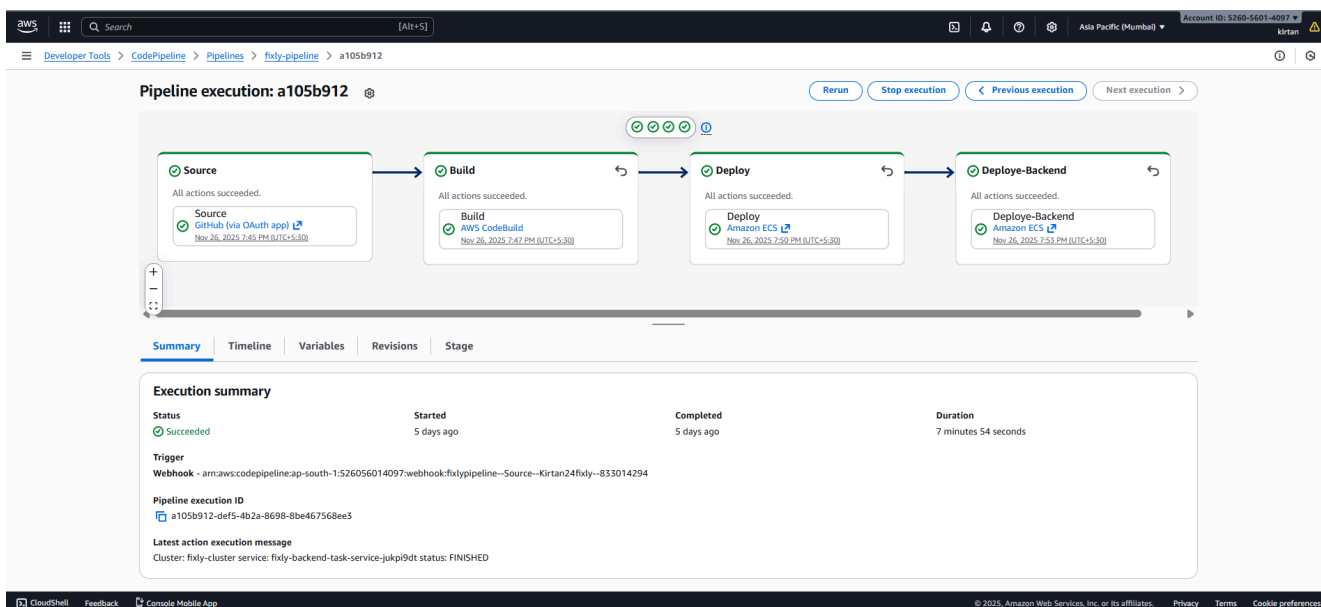 aws
Search [Alt+S]
Asia Pacific (Mumbai) ▼
Account ID: 5260-5601-4097 ▼
kirtan
Developer Tools > CodePipeline > Pipelines > fixly-pipeline > a105b912
Pipeline execution: a105b912
Rerun
Stop execution
Previous execution
Next execution
Source
All actions succeeded.
Source
GitHub (via OAuth app)
Nov 26, 2025 7:45 PM (UTC+5:30)
Build
All actions succeeded.
Build
AWS CodeBuild
Nov 26, 2025 7:47 PM (UTC+5:30)
Deploy
All actions succeeded.
Deploy
Amazon ECS
Nov 26, 2025 7:50 PM (UTC+5:30)
Deploye-Backend
All actions succeeded.
Deploye-Backend
Amazon ECS
Nov 26, 2025 7:53 PM (UTC+5:30)
Summary Timeline Variables Revisions Stage
Execution summary
Status
Succeeded
Started
5 days ago
Completed
5 days ago
Duration
7 minutes 54 seconds
Trigger
Webhook - arn:aws:codepipeline:ap-south-1:526056014097:webhook:fixlypipeline--Source--Kirtan24fixly--833014294
Pipeline execution ID
a105b912-def5-4b2a-8698-8be467568ee3
Latest action execution message
Cluster: fixly-cluster service: fixly-backend-task-service-jukpi9dt status: FINISHED
CloudShell Feedback Console Mobile App © 2025, Amazon Web Services, Inc. or its affiliates. Privacy Terms Cookie preferences